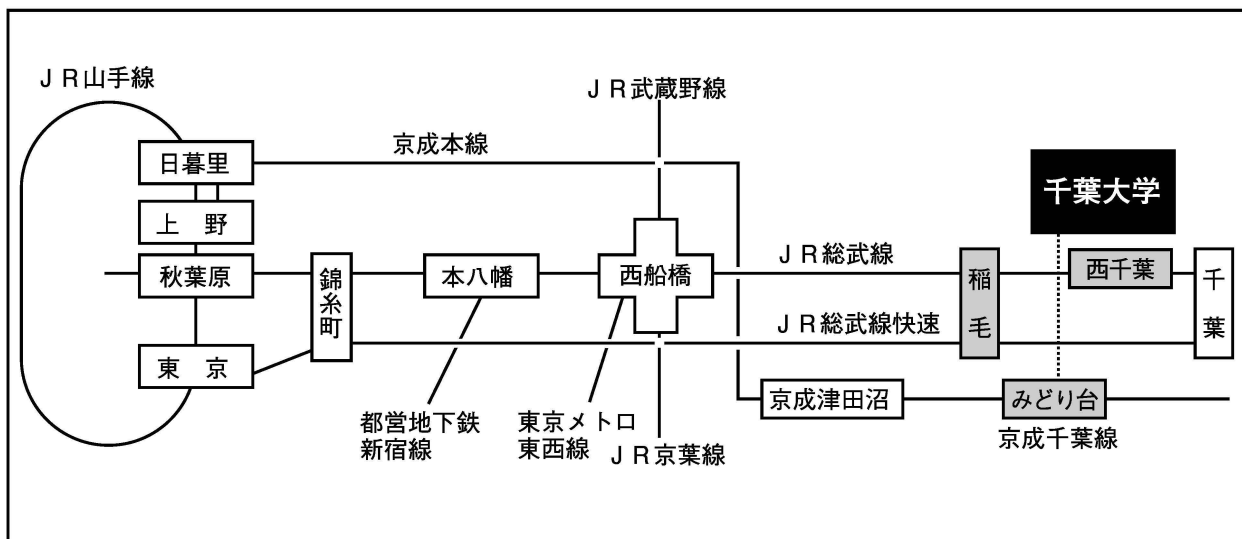 ＪＲ山手線
ＪＲ武蔵野線
京成本線
日暮里
千葉大学
上　野
ＪＲ総武線
秋葉原
錦糸町
本八幡
西船橋
稲毛
西千葉
千葉
ＪＲ総武線快速
東　京
京成津田沼
みどり台
都営地下鉄
新宿線
東京メトロ
東西線
ＪＲ京葉線
京成千葉線